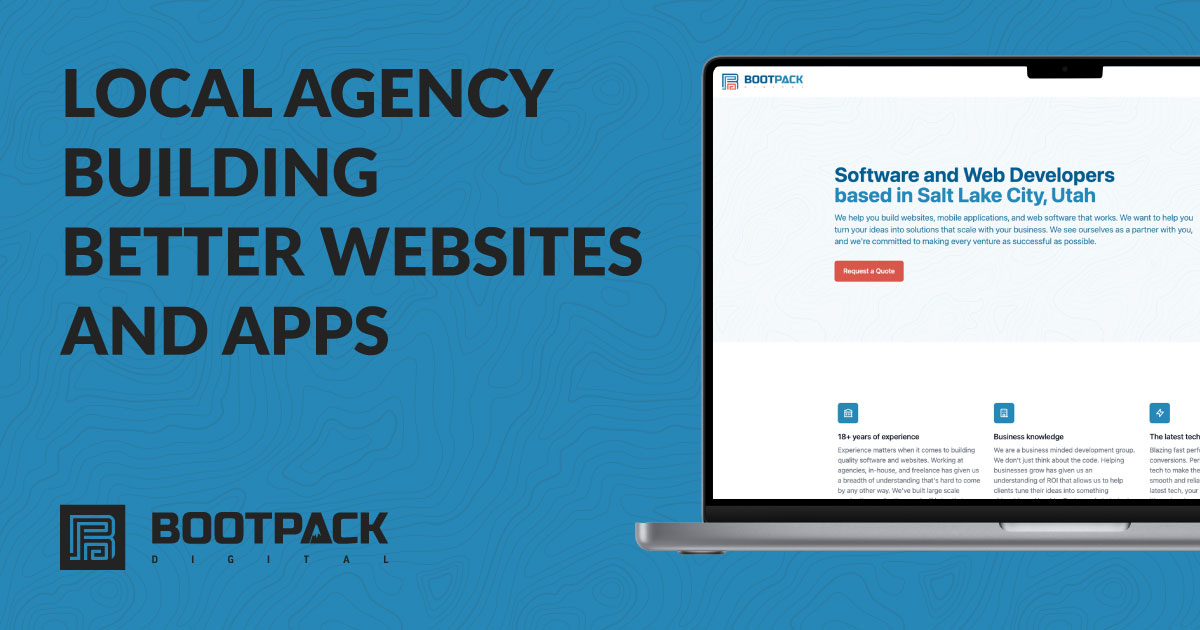 LOCAL AGENCY
BUILDING
BETTER WEBSITES
AND APPS
BOOTPACK
DIGITAL
BOOTPACK
Software and Web Developers
based in Salt Lake City, Utah
We help you build websites, mobile applications, and web software that works. We want to help you
turn your ideas into solutions that scale with your business. We see ourselves as a partner with you,
and we're committed to making every venture as successful as possible.
Request a Quote
18+ years of experience
Experience matters when it comes to building
quality software and websites. Working at
agencies, in-house, and freelance has given us
a breadth of understanding that's hard to come
by any other way. We've built large scale
Business knowledge
We are a business minded development group.
We don't just think about the code. Helping
businesses grow has given us an
understanding of ROI that allows us to help
clients tune their ideas into something
The latest tech
Blazing fast perf
conversions. Per
tech to make the
smooth and relia
latest tech, your